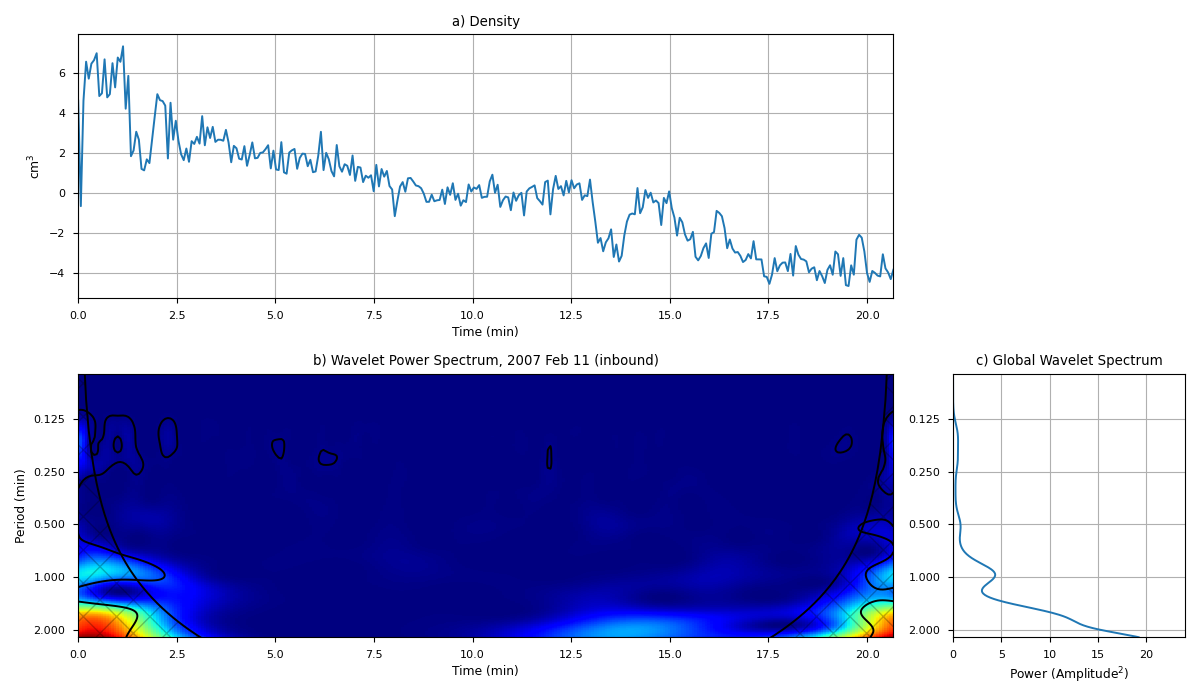 a) Density
6
4
2
0
−2
−4
cm³
0.0 2.5 5.0 7.5 10.0 12.5 15.0 17.5 20.0
Time (min)
b) Wavelet Power Spectrum, 2007 Feb 11 (inbound)
0.125
0.250
0.500
1.000
2.000
Period (min)
0.0 2.5 5.0 7.5 10.0 12.5 15.0 17.5 20.0
Time (min)
c) Global Wavelet Spectrum
0.125
0.250
0.500
1.000
2.000
0 5 10 15 20
Power (Amplitude²)